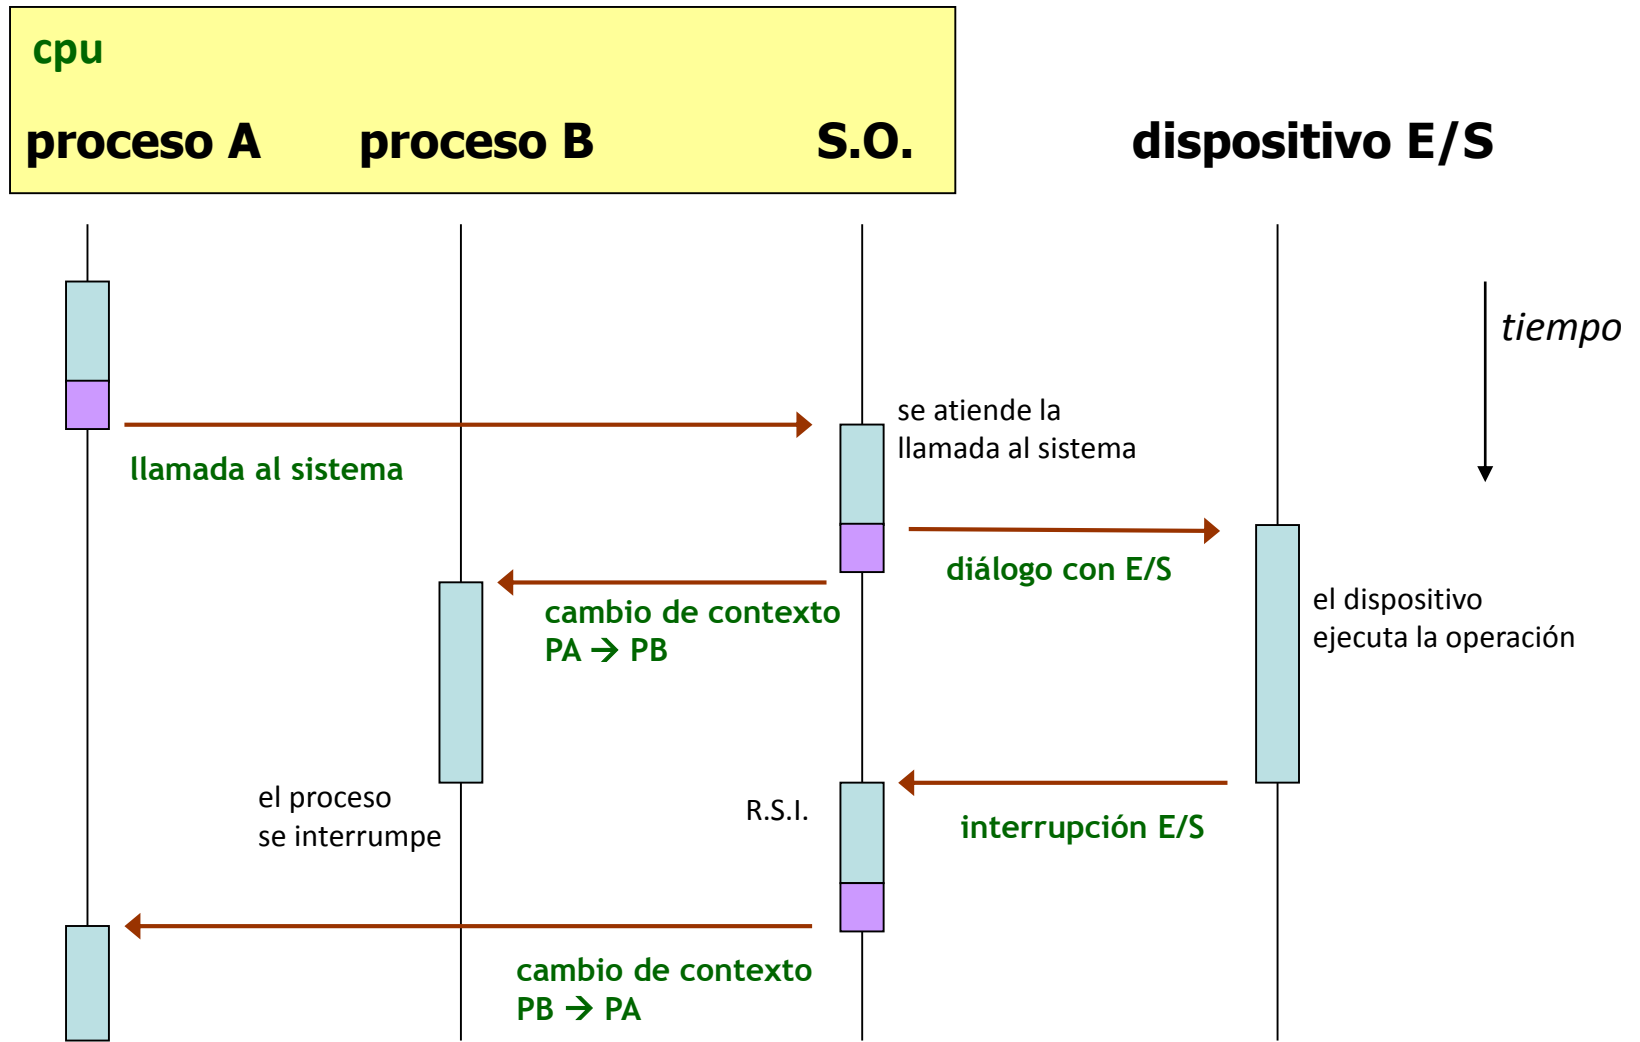 cpu
proceso A
proceso B
S.O.
dispositivo E/S
tiempo
se atiende la
llamada al sistema
llamada al sistema
diálogo con E/S
cambio de contexto
PA → PB
el dispositivo
ejecuta la operación
el proceso
se interrumpe
R.S.I.
interrupción E/S
cambio de contexto
PB → PA